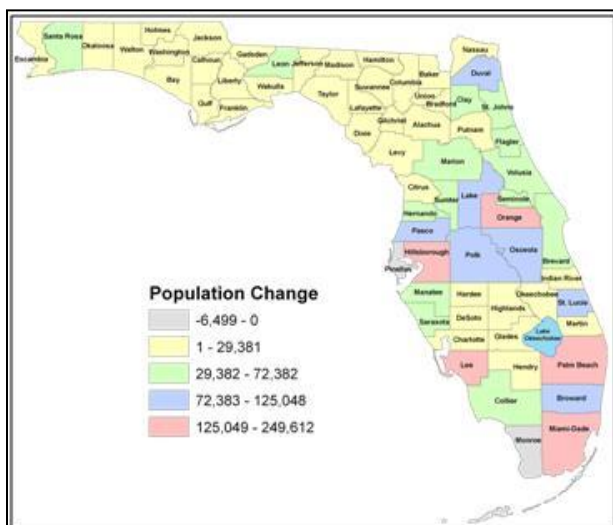 Nassau
Holmes
Jackson
Santa Rosa
Okaloosa
Walton
Washington
Gadsden
Leon
Jefferson
Madison
Hamilton
Baker
Duval
Escambia
Calhoun
Columbia
Bay
Liberty
Wakulla
Suwannee
Union
Clay
St. Johns
Taylor
Bradford
Gulf
Franklin
Lafayette
Gilchrist
Alachua
Putnam
Dixie
Flagler
Levy
Marion
Volusia
Citrus
Lake
Sumter
Seminole
Hernando
Orange
Pasco
Hillsborough
Polk
Osceola
Brevard
Pinellas
Indian River
Manatee
Hardee
Okeechobee
Highlands
St. Lucie
Sarasota
DeSoto
Martin
Charlotte
Glades
Lake
Okeechobee
Lee
Hendry
Palm Beach
Collier
Broward
Monroe
Miami-Dade
Population Change
-6,499 - 0
1 - 29,381
29,382 - 72,382
72,383 - 125,048
125,049 - 249,612